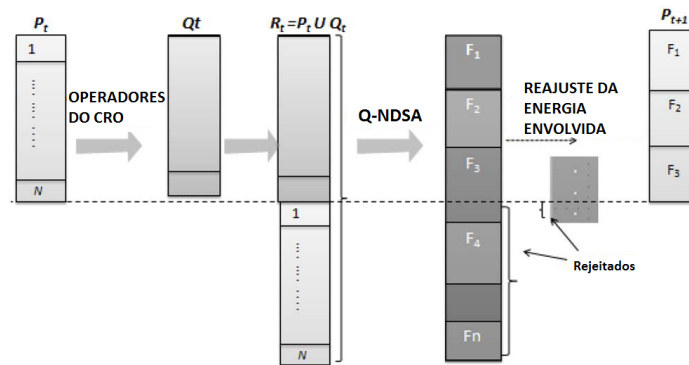 Pt
Qt
Rt =Pt U Qt
Pt+1
1
N
OPERADORES
DO CRO
1
N
Q-NDSA
F1
F2
F3
F4
Fn
REAJUSTE DA
ENERGIA
ENVOLVIDA
Rejeitados
F1
F2
F3